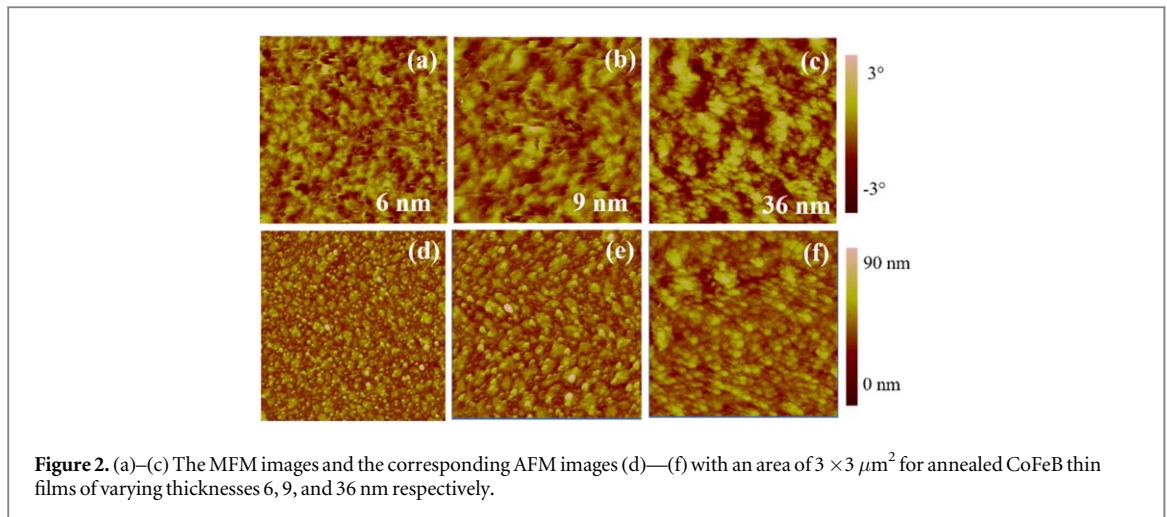 (a) (b) (c) 3°
-3°
6 nm 9 nm 36 nm
(d) (e) (f) 90 nm
0 nm
Figure 2. (a)–(c) The MFM images and the corresponding AFM images (d)—(f) with an area of 3 ×3 μm² for annealed CoFeB thin
films of varying thicknesses 6, 9, and 36 nm respectively.